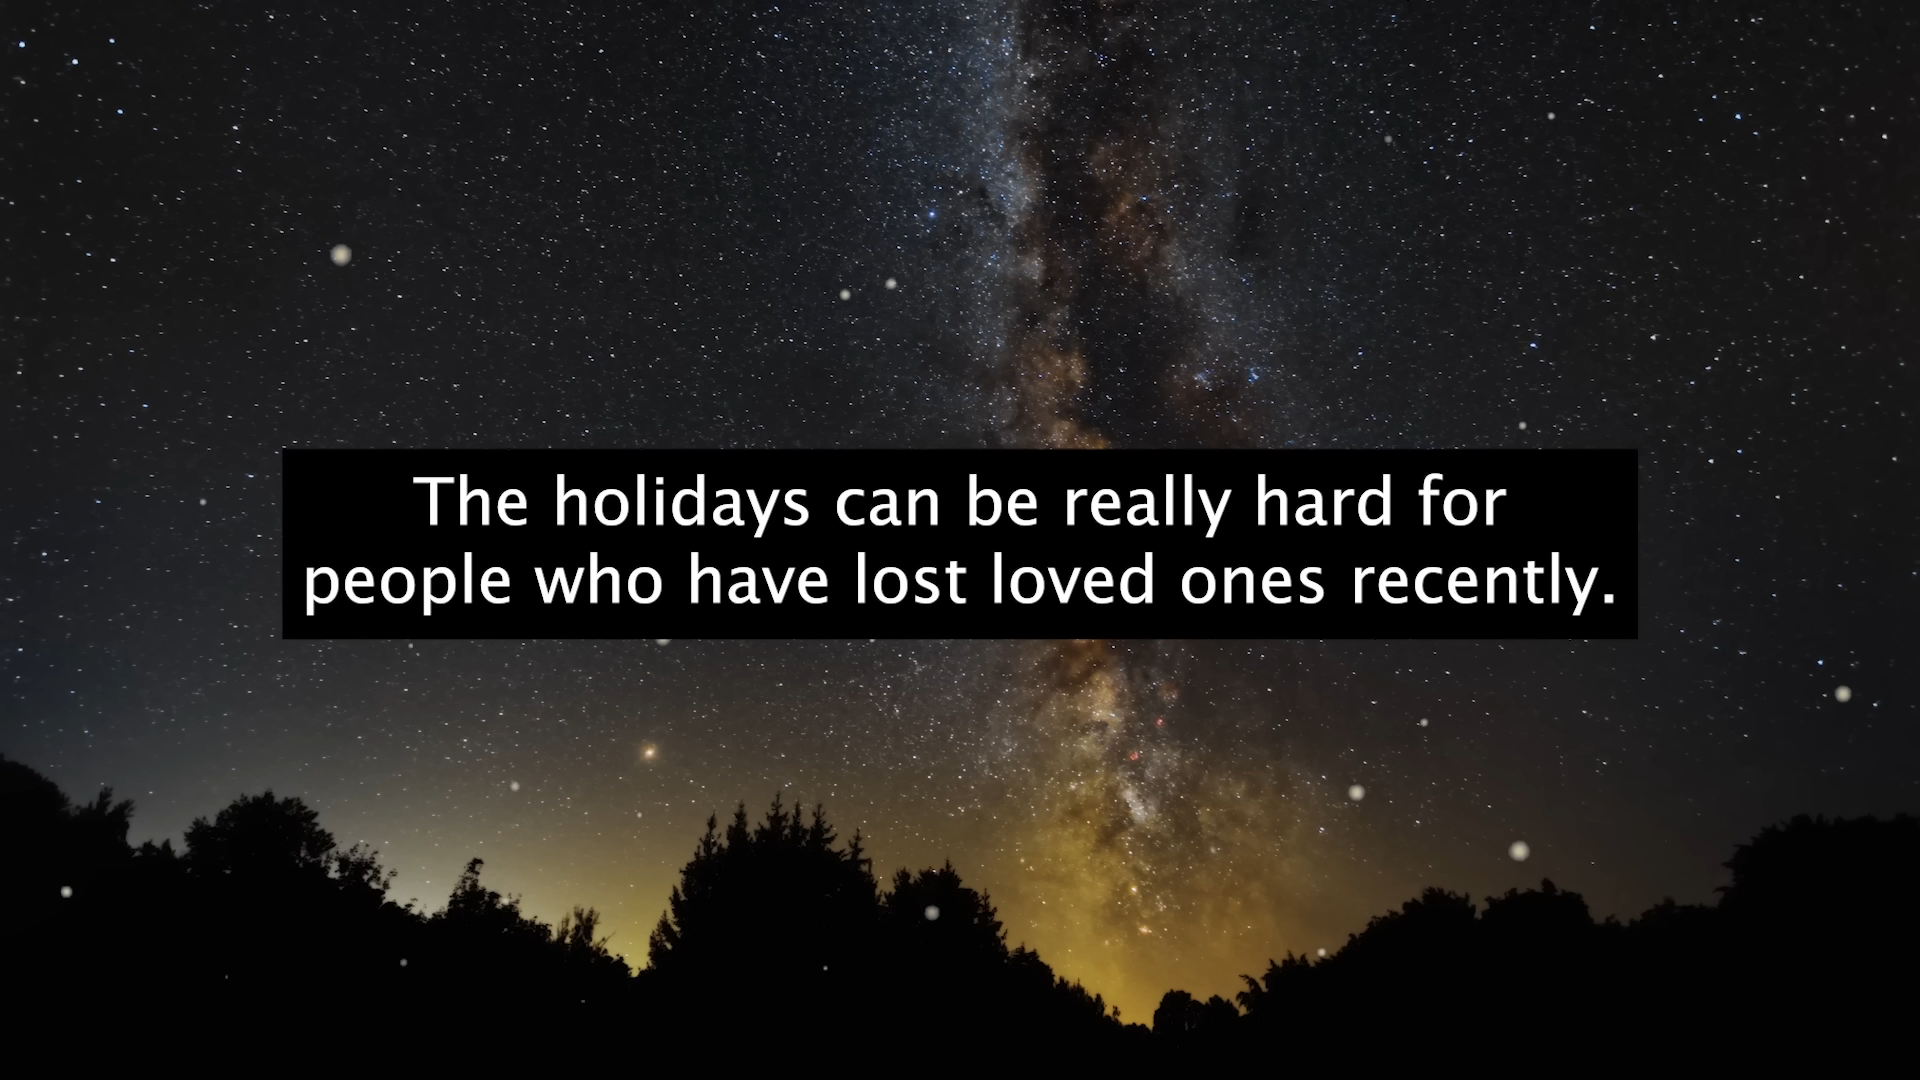 The holidays can be really hard for
people who have lost loved ones recently.